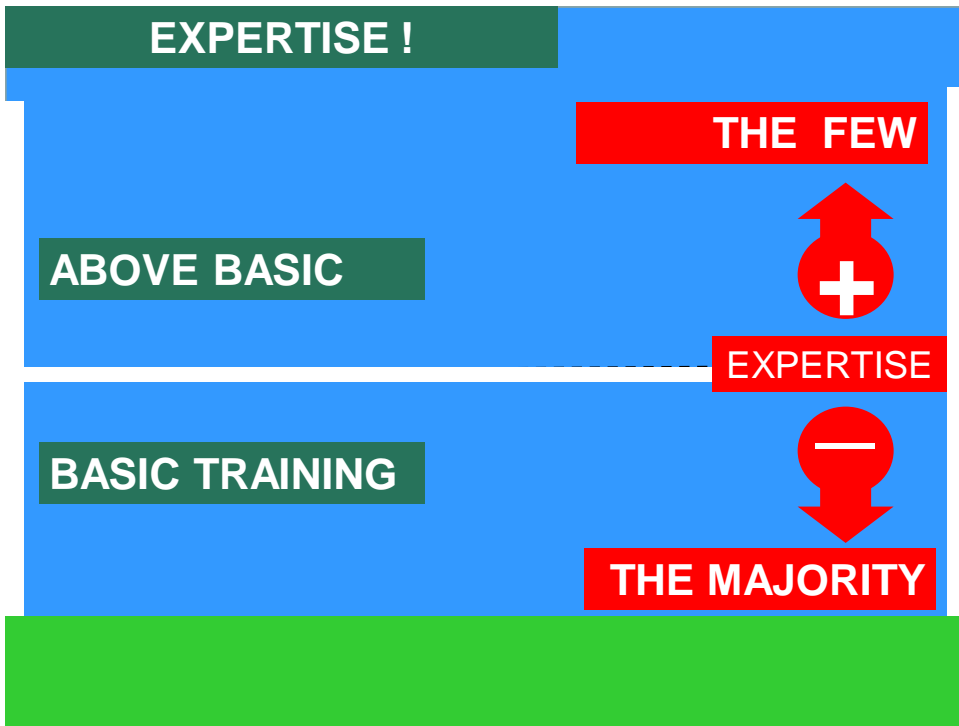 EXPERTISE !
THE FEW
ABOVE BASIC
+
EXPERTISE
—
BASIC TRAINING
THE MAJORITY